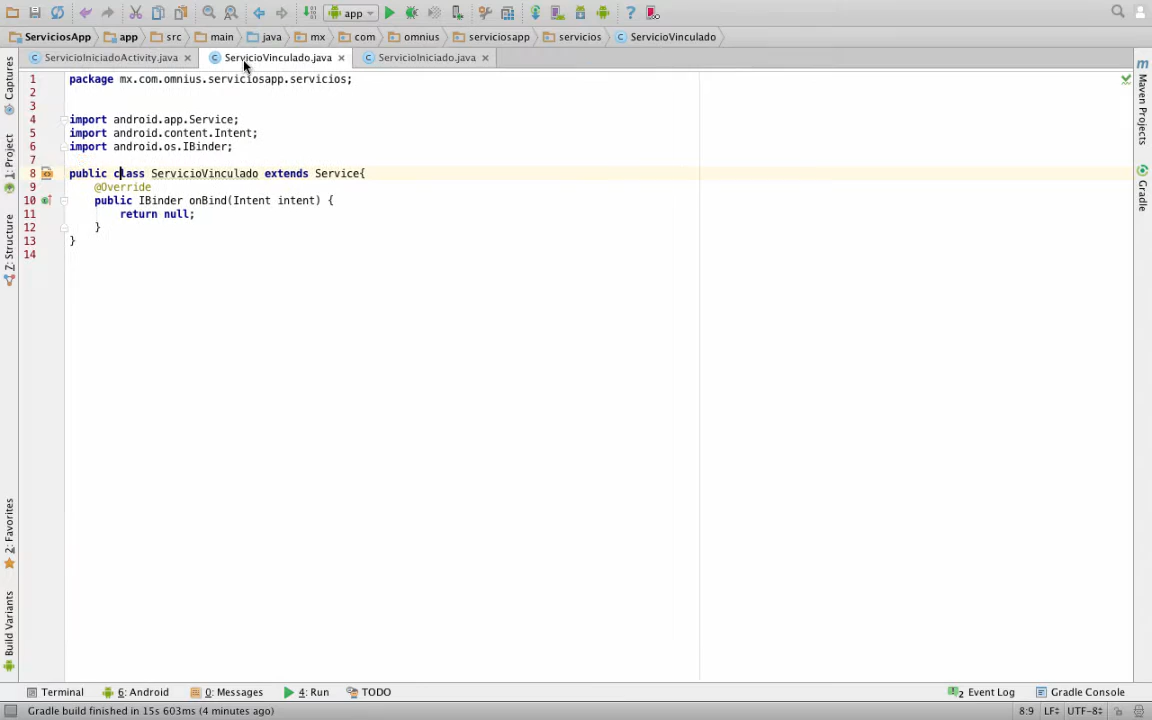 app
ServiciosApp app src main java mx com omnius serviciosapp servicios ServicioVinculado
ServicioIniciadoActivity.java ServicioVinculado.java ServicioIniciado.java
Captures
1: Project
Z: Structure
2: Favorites
Build Variants
1 package mx.com.omnius.serviciosapp.servicios;
2
3
4 import android.app.Service;
5 import android.content.Intent;
6 import android.os.IBinder;
7
8 public class ServicioVinculado extends Service{
9 @Override
10 public IBinder onBind(Intent intent) {
11 return null;
12 }
13 }
14
Maven Projects
Gradle
Terminal 6: Android 0: Messages 4: Run TODO 2 Event Log Gradle Console
Gradle build finished in 15s 603ms (4 minutes ago) 8:9 LF UTF-8